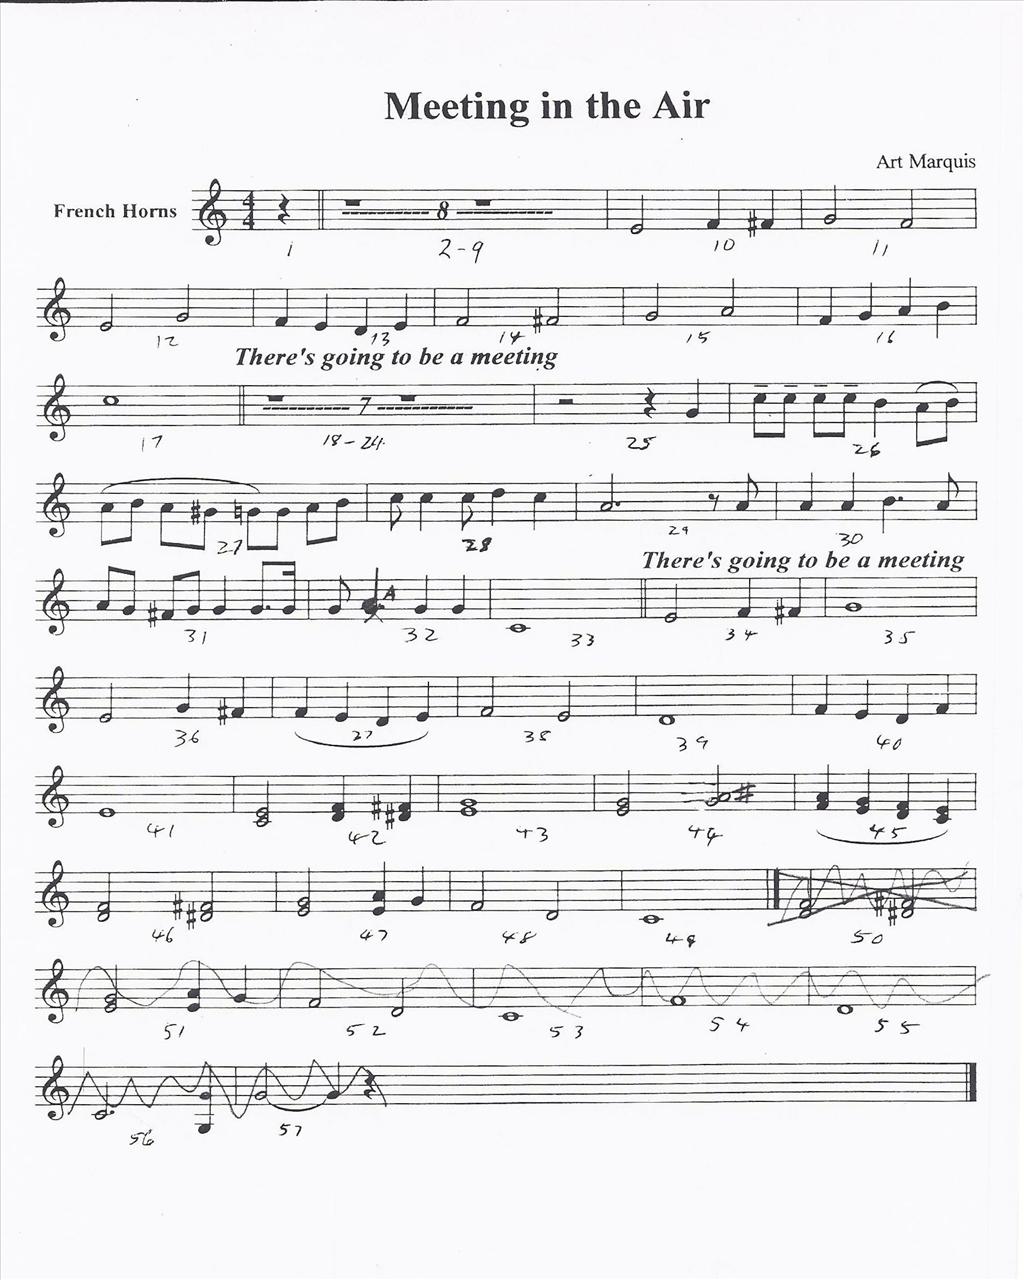 Meeting in the Air
Art Marquis
French Horns
4
4
8
1 2-9 10 11
12 13 14 15 16
There's going to be a meeting
7
17 18-24 25 26
27 28 29 30
There's going to be a meeting
A
31 32 33 34 35
36 37 38 39 40
41 42 43 44 45
46 47 48 49 50
51 52 53 54 55
56 57